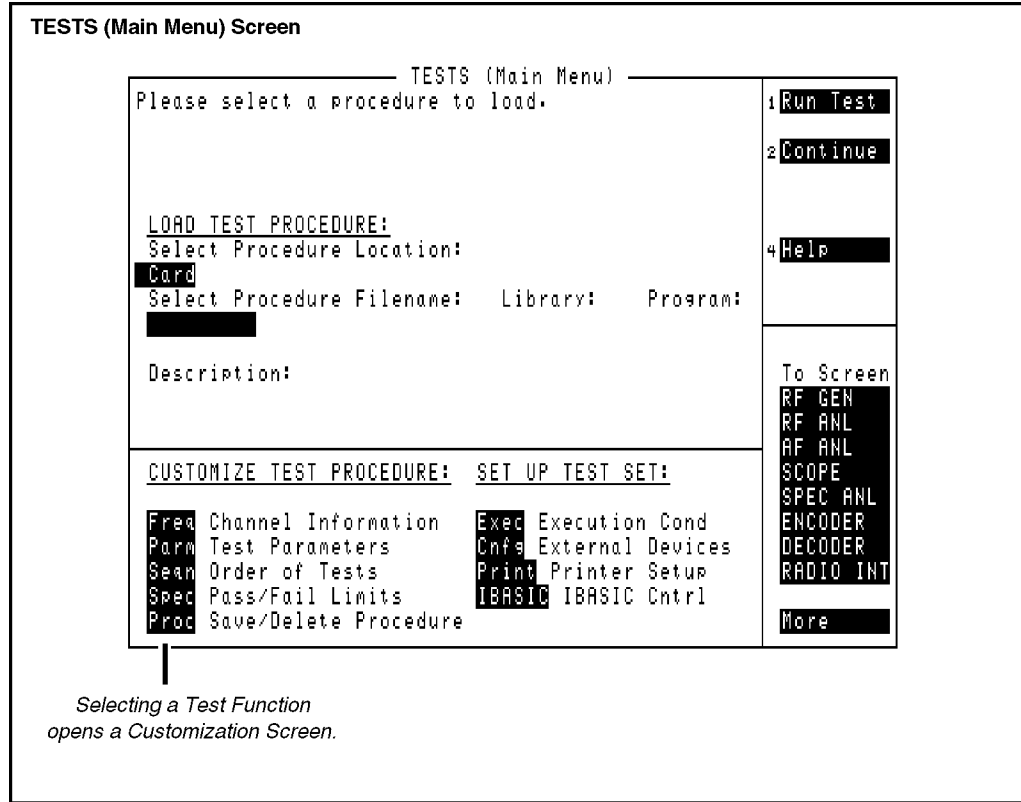 TESTS (Main Menu) Screen
TESTS (Main Menu)
Please select a procedure to load.
LOAD TEST PROCEDURE:
Select Procedure Location:
Card
Select Procedure Filename: Library: Program:
Description:
CUSTOMIZE TEST PROCEDURE: SET UP TEST SET:
Freq Channel Information Exec Execution Cond
Parm Test Parameters Cnfg External Devices
Seqn Order of Tests Print Printer Setup
Spec Pass/Fail Limits IBASIC IBASIC Cntrl
Proc Save/Delete Procedure
1 Run Test
2 Continue
4 Help
To Screen
RF GEN
RF ANL
AF ANL
SCOPE
SPEC ANL
ENCODER
DECODER
RADIO INT
More
Selecting a Test Function
opens a Customization Screen.